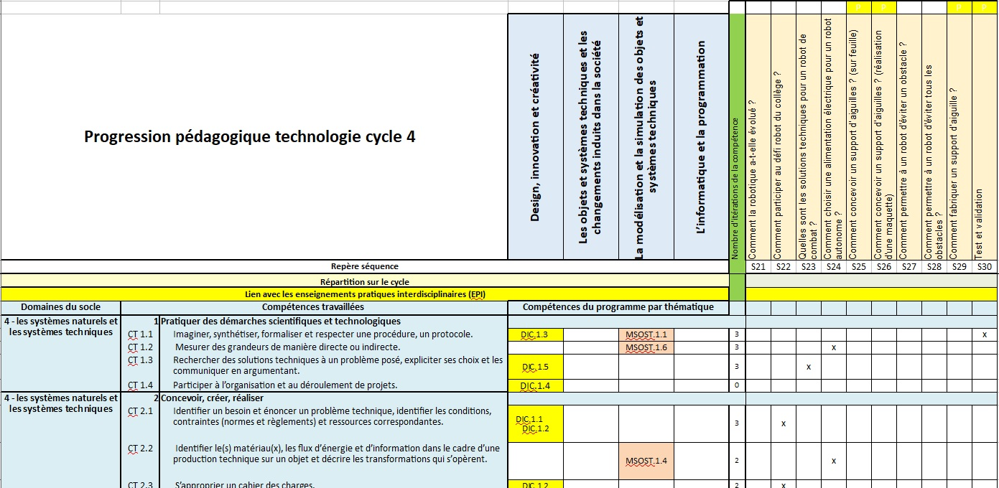 p p p p
Progression pédagogique technologie cycle 4
Design, innovation et créativité
Les objets et systèmes techniques et les
changements induits dans la société
La modélisation et la simulation des objets et
systèmes techniques
L'informatique et la programmation
Nombre d'itérations de la compétence
Comment la robotique a-t-elle évolué ?
Comment participer au défi robot du collège ?
Quelles sont les solutions techniques pour un robot de
combat ?
Comment choisir une alimentation électrique pour un robot
autonome ?
Comment concevoir un support d'aiguilles ? (sur feuille)
Comment concevoir un support d'aiguilles ? (réalisation
d'une maquette)
Comment permettre à un robot d'éviter un obstacle ?
Comment permettre à un robot d'éviter tous les
obstacles ?
Comment fabriquer un support d'aiguille ?
Test et validation
Repère séquence S21 S22 S23 S24 S25 S26 S27 S28 S29 S30
Répartition sur le cycle
Lien avec les enseignements pratiques interdisciplinaires (EPI)
Domaines du socle Compétences travaillées Compétences du programme par thématique
4 - les systèmes naturels et
les systèmes techniques
1 Pratiquer des démarches scientifiques et technologiques
CT 1.1 Imaginer, synthétiser, formaliser et respecter une procédure, un protocole. DIC.1.3 MSOST.1.1 3 x
CT 1.2 Mesurer des grandeurs de manière directe ou indirecte. MSOST.1.6 3 x
CT 1.3 Rechercher des solutions techniques à un problème posé, expliciter ses choix et les
communiquer en argumentant. DIC.1.5 3 x
CT 1.4 Participer à l'organisation et au déroulement de projets. DIC.1.4 0
4 - les systèmes naturels et
les systèmes techniques
2 Concevoir, créer, réaliser
CT 2.1 Identifier un besoin et énoncer un problème technique, identifier les conditions,
contraintes (normes et règlements) et ressources correspondantes. DIC.1.1
DIC.1.2 3 x
CT 2.2 Identifier le(s) matériau(x), les flux d'énergie et d'information dans le cadre d'une
production technique sur un objet et décrire les transformations qui s'opèrent. MSOST.1.4 2 x
CT 2.3 S'approprier un cahier des charges. DIC.1.2 2 x